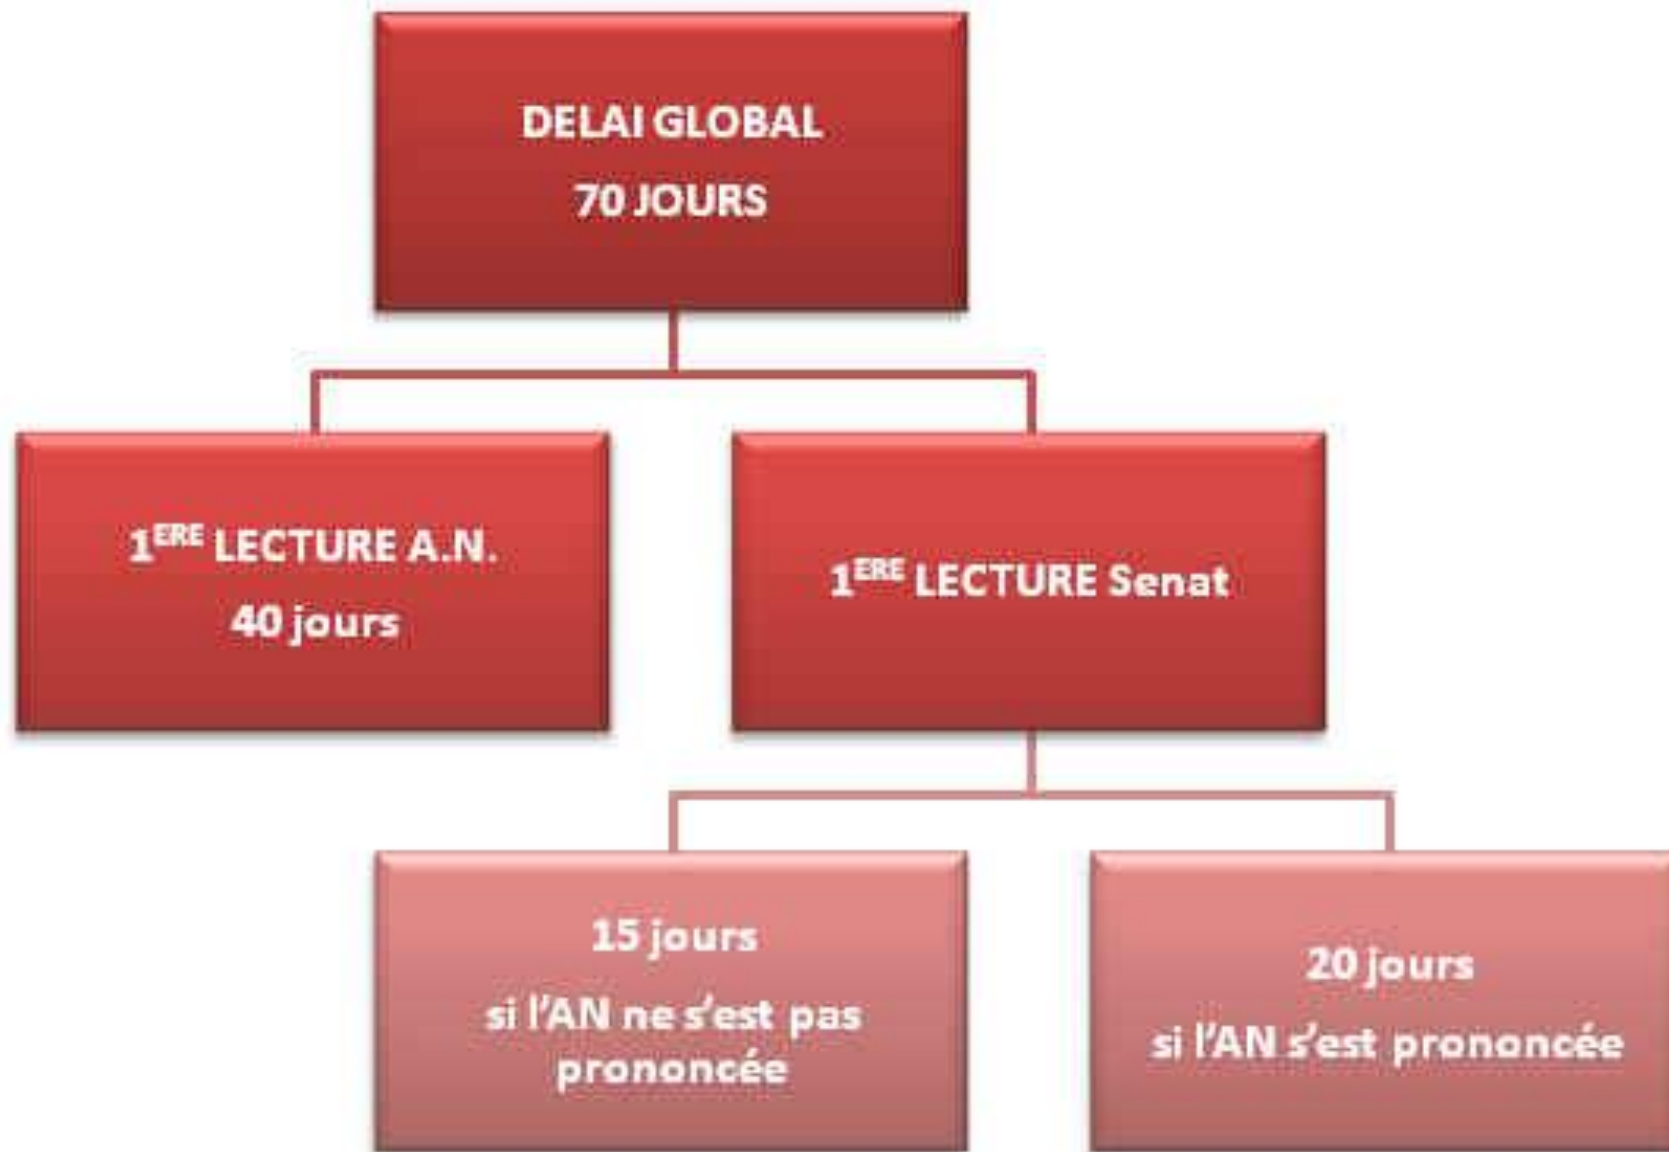 DELAI GLOBAL
70 JOURS
1ERE LECTURE A.N.
40 jours
1ERE LECTURE Senat
15 jours
si l'AN ne s'est pas
prononcée
20 jours
si l'AN s'est prononcée